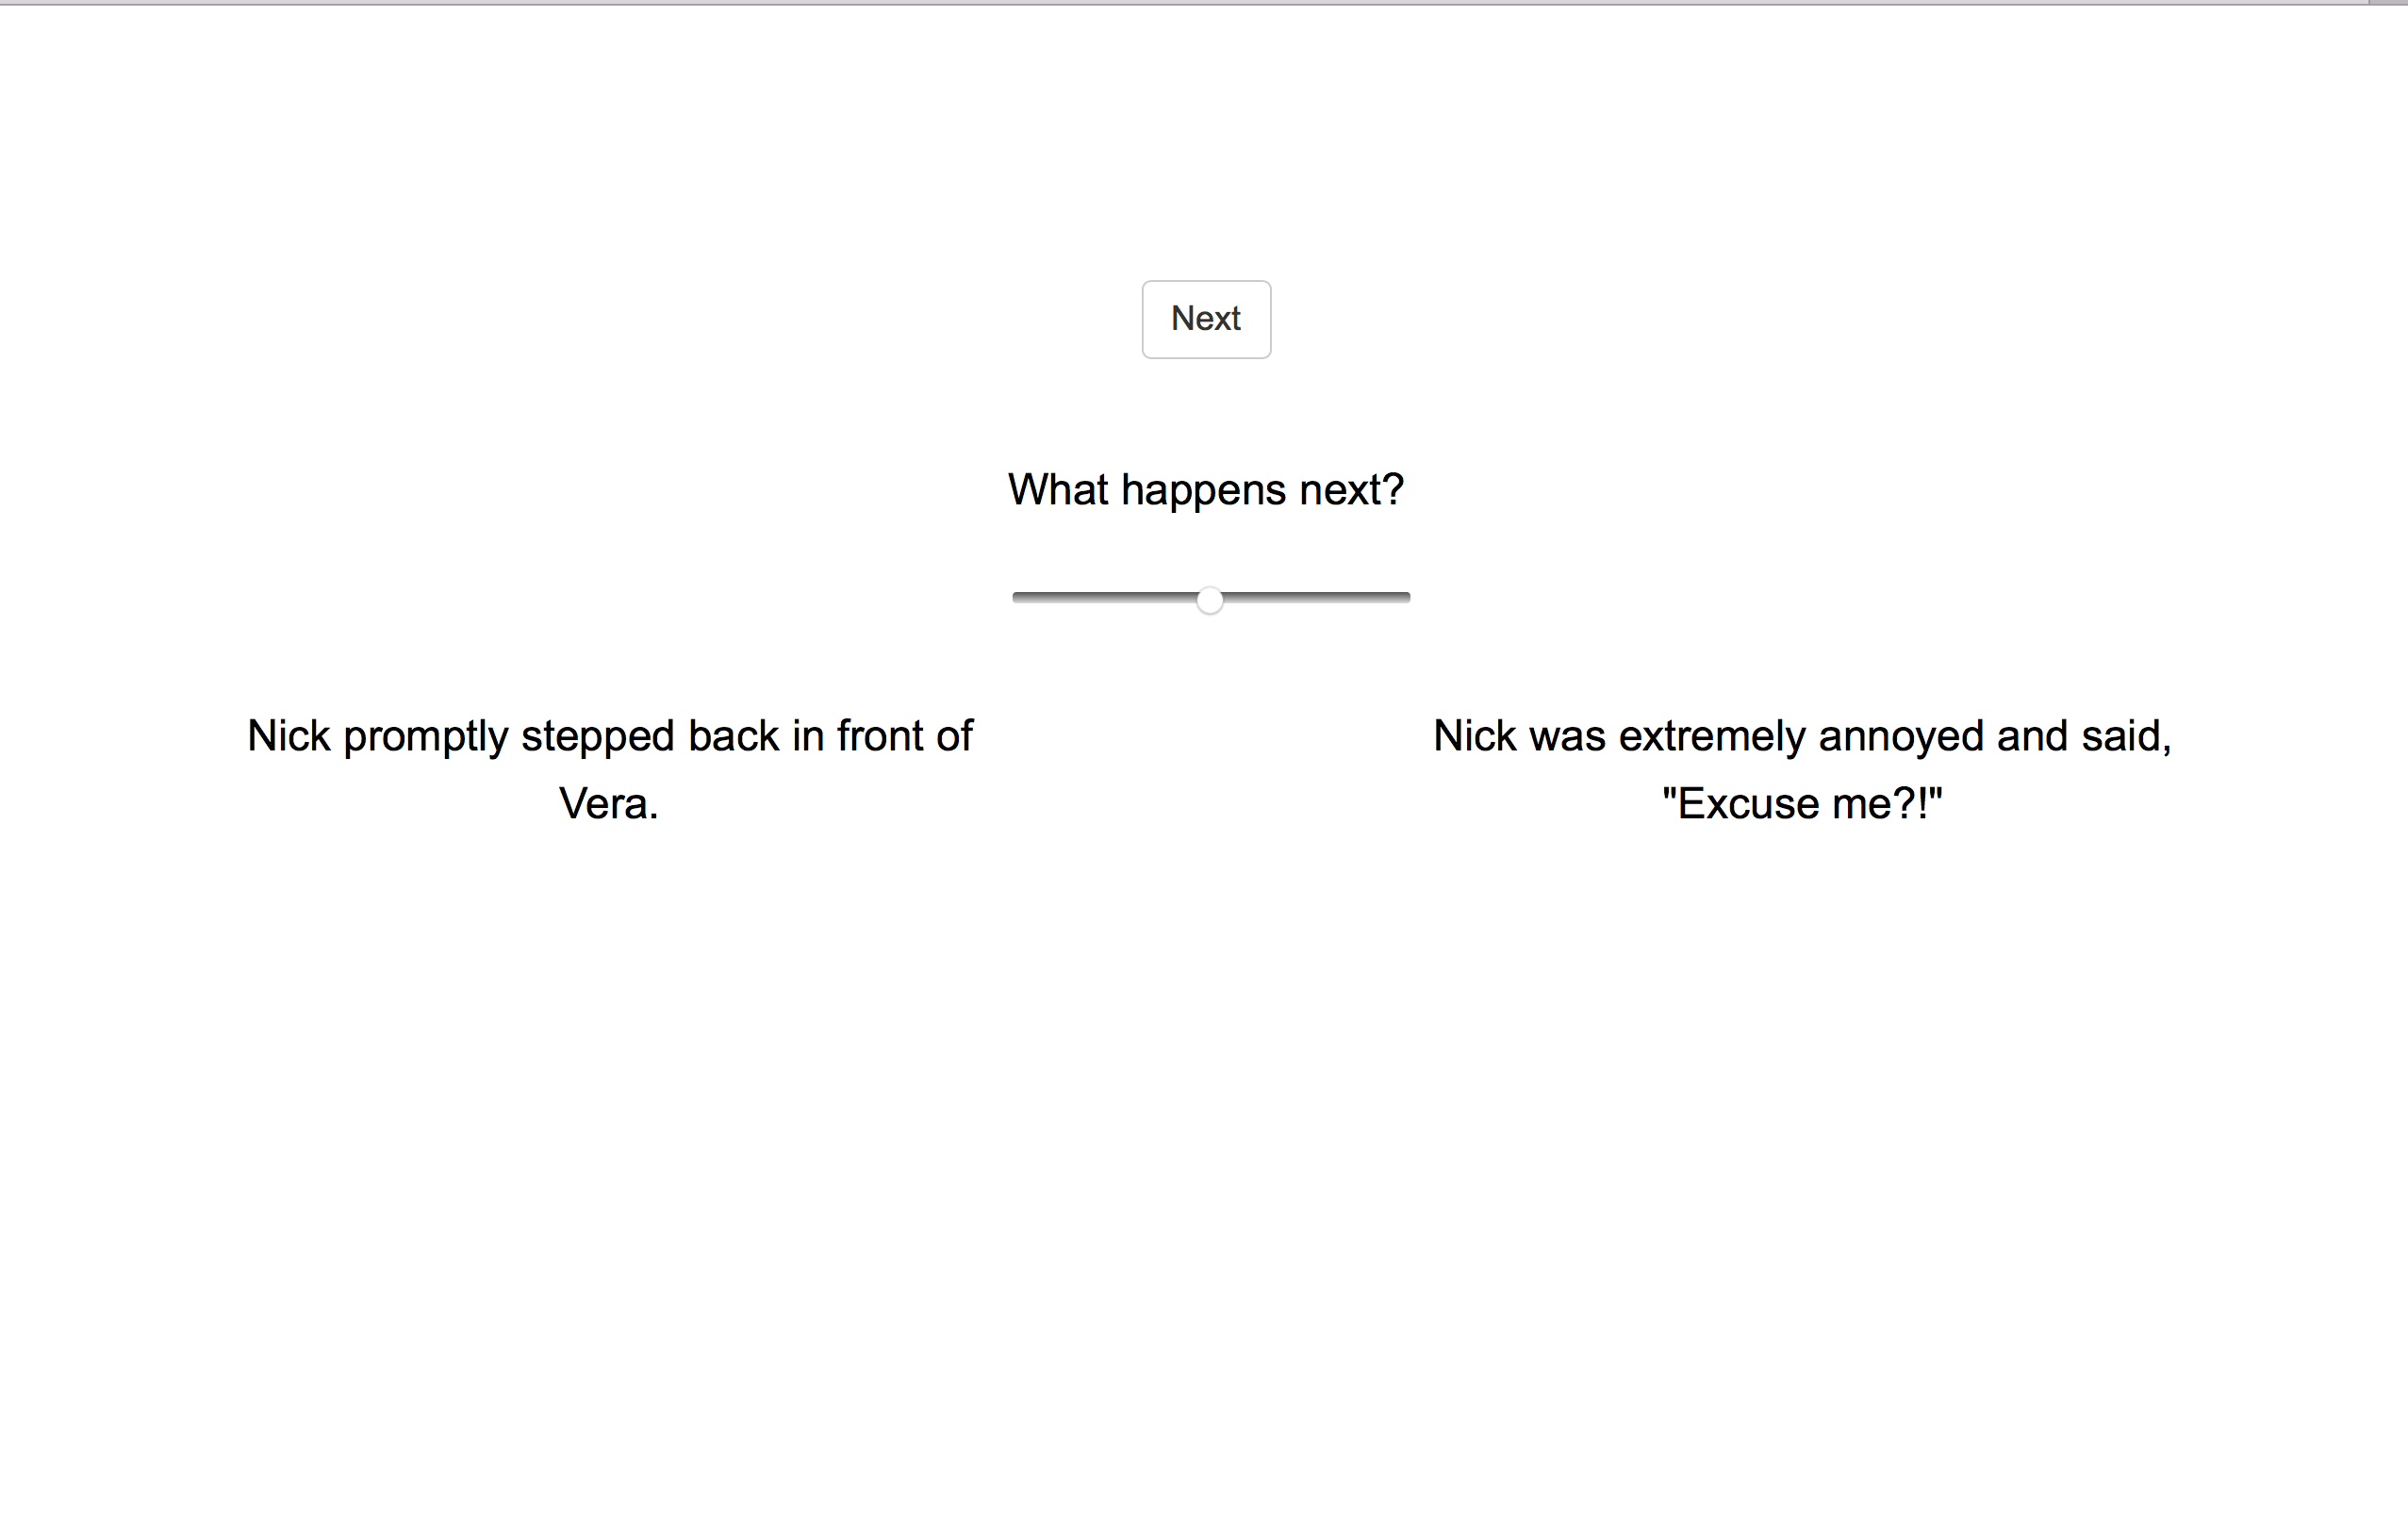 Next
What happens next?
Nick promptly stepped back in front of
Vera.
Nick was extremely annoyed and said,
"Excuse me?!"